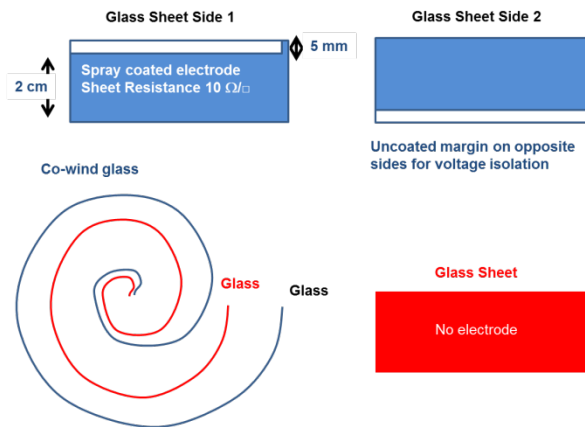 Glass Sheet Side 1
Glass Sheet Side 2
5 mm
2 cm
Spray coated electrode
Sheet Resistance 10 Ω/□
Uncoated margin on opposite
sides for voltage isolation
Co-wind glass
Glass
Glass
Glass Sheet
No electrode